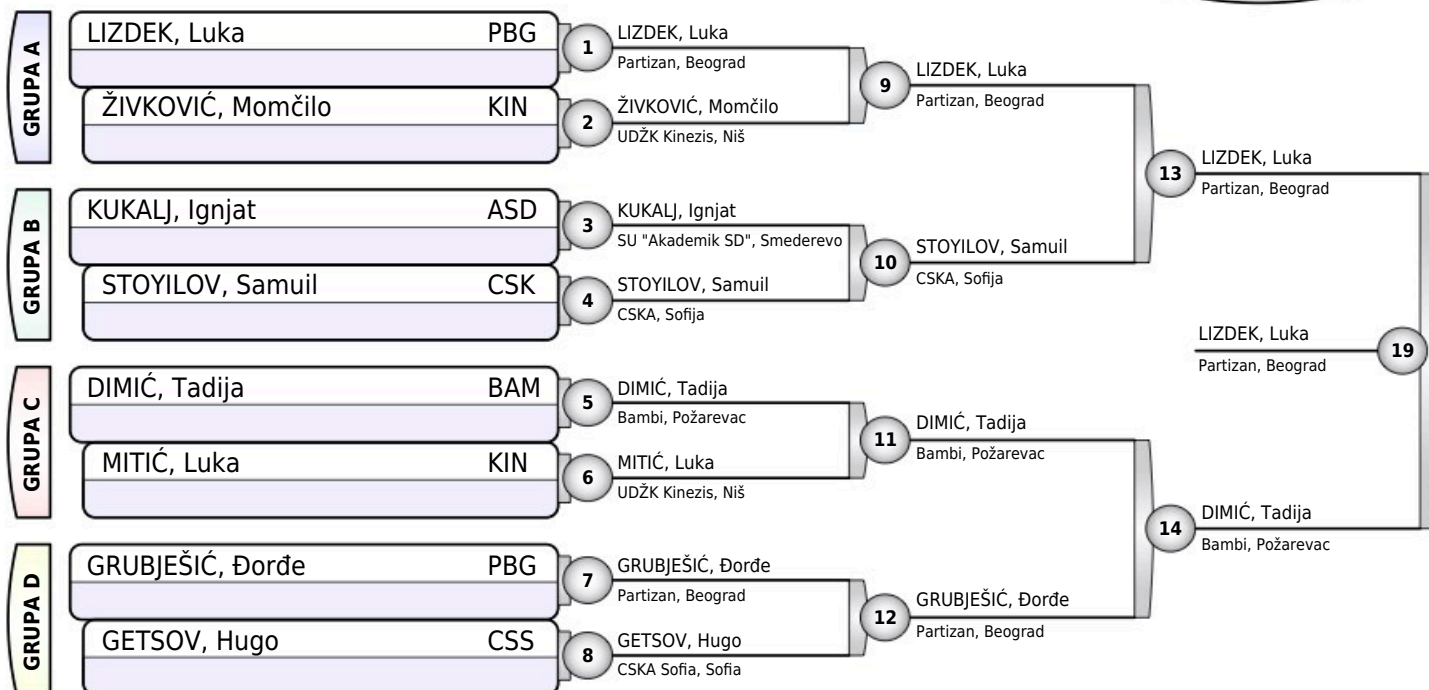 GRUPA A
LIZDEK, Luka PBG
ŽIVKOVIĆ, Momčilo KIN
GRUPA B
KUKALJ, Ignjat ASD
STOYILOV, Samuil CSK
GRUPA C
DIMIĆ, Tadija BAM
MITIĆ, Luka KIN
GRUPA D
GRUBJEŠIĆ, Đorđe PBG
GETSOV, Hugo CSS
1
LIZDEK, Luka
Partizan, Beograd
2
ŽIVKOVIĆ, Momčilo
UDŽK Kinezis, Niš
3
KUKALJ, Ignjat
SU "Akademik SD", Smederevo
4
STOYILOV, Samuil
CSKA, Sofija
5
DIMIĆ, Tadija
Bambi, Požarevac
6
MITIĆ, Luka
UDŽK Kinezis, Niš
7
GRUBJEŠIĆ, Đorđe
Partizan, Beograd
8
GETSOV, Hugo
CSKA Sofia, Sofia
9
LIZDEK, Luka
Partizan, Beograd
10
STOYILOV, Samuil
CSKA, Sofija
11
DIMIĆ, Tadija
Bambi, Požarevac
12
GRUBJEŠIĆ, Đorđe
Partizan, Beograd
13
LIZDEK, Luka
Partizan, Beograd
14
DIMIĆ, Tadija
Bambi, Požarevac
LIZDEK, Luka
Partizan, Beograd
19